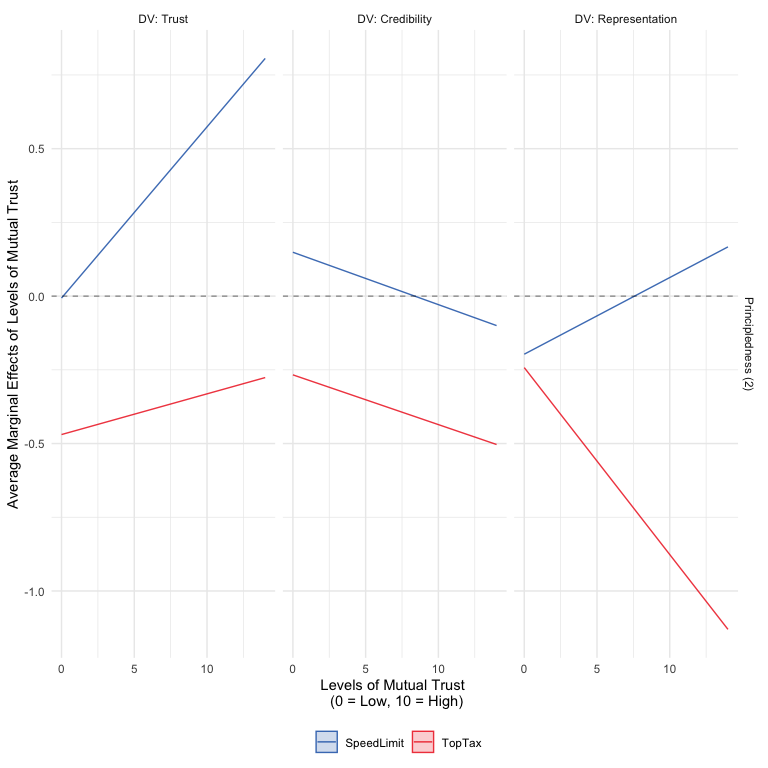 DV: Trust
DV: Credibility
DV: Representation
Average Marginal Effects of Levels of Mutual Trust
0.5
0.0
-0.5
-1.0
Principledness (2)
0 5 10
0 5 10
0 5 10
Levels of Mutual Trust
(0 = Low, 10 = High)
SpeedLimit
TopTax